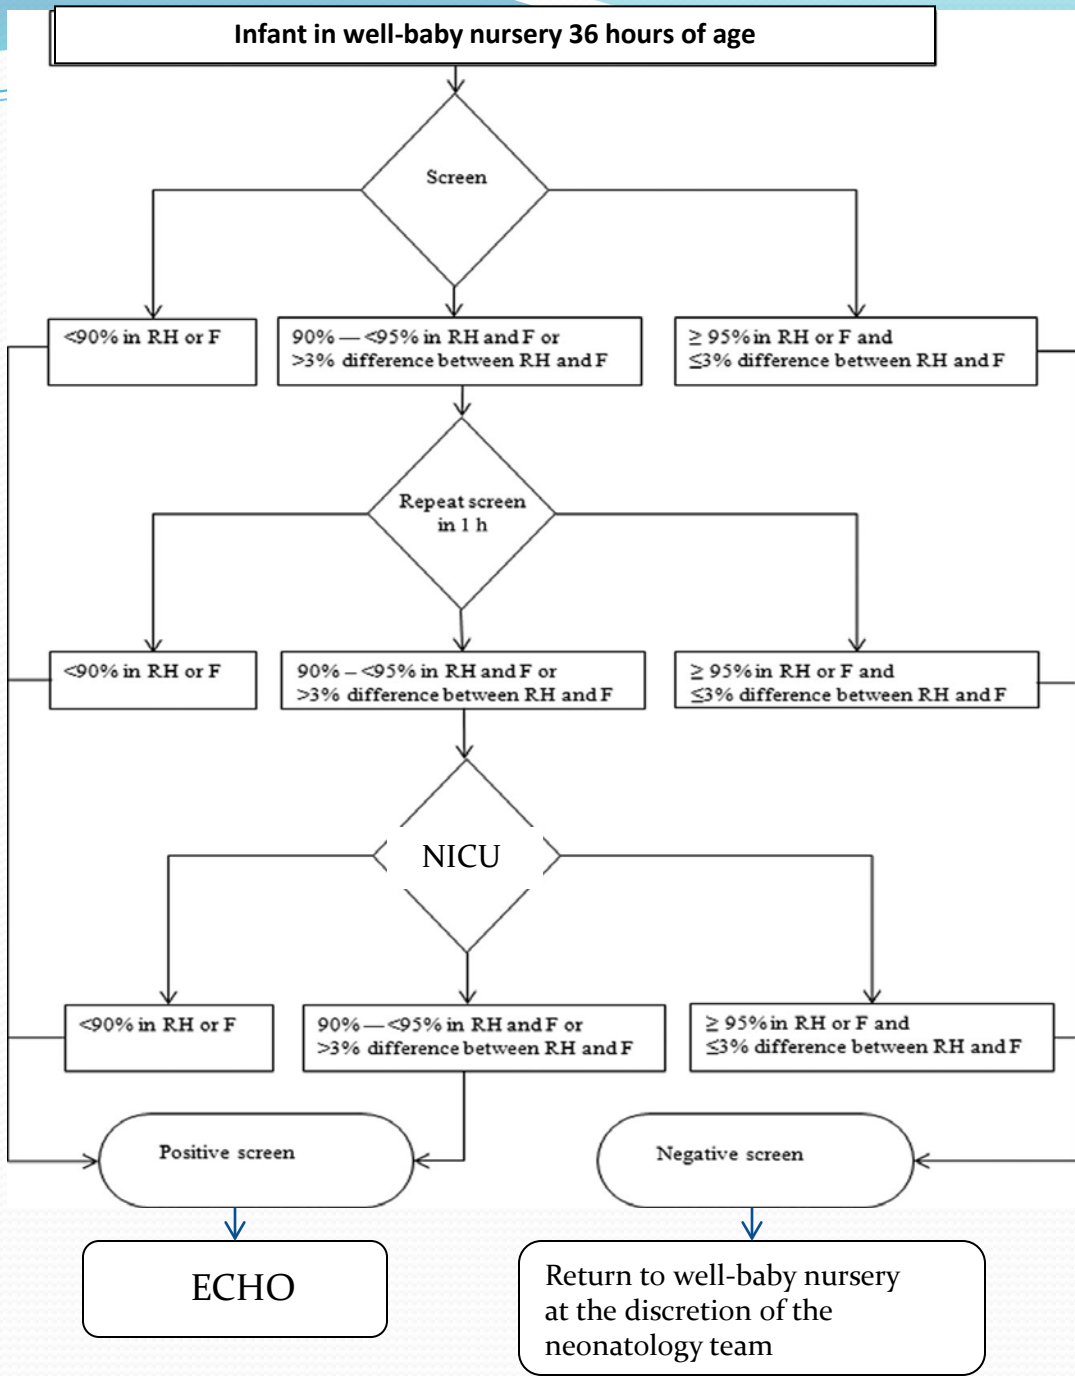 Infant in well-baby nursery 36 hours of age
Screen
<90% in RH or F
90% — <95% in RH and F or
>3% difference between RH and F
≥ 95% in RH or F and
≤3% difference between RH and F
Repeat screen
in 1 h
<90% in RH or F
90% – <95% in RH and F or
>3% difference between RH and F
≥ 95% in RH or F and
≤3% difference between RH and F
NICU
<90% in RH or F
90% — <95% in RH and F or
>3% difference between RH and F
≥ 95% in RH or F and
≤3% difference between RH and F
Positive screen
Negative screen
ECHO
Return to well-baby nursery
at the discretion of the
neonatology team